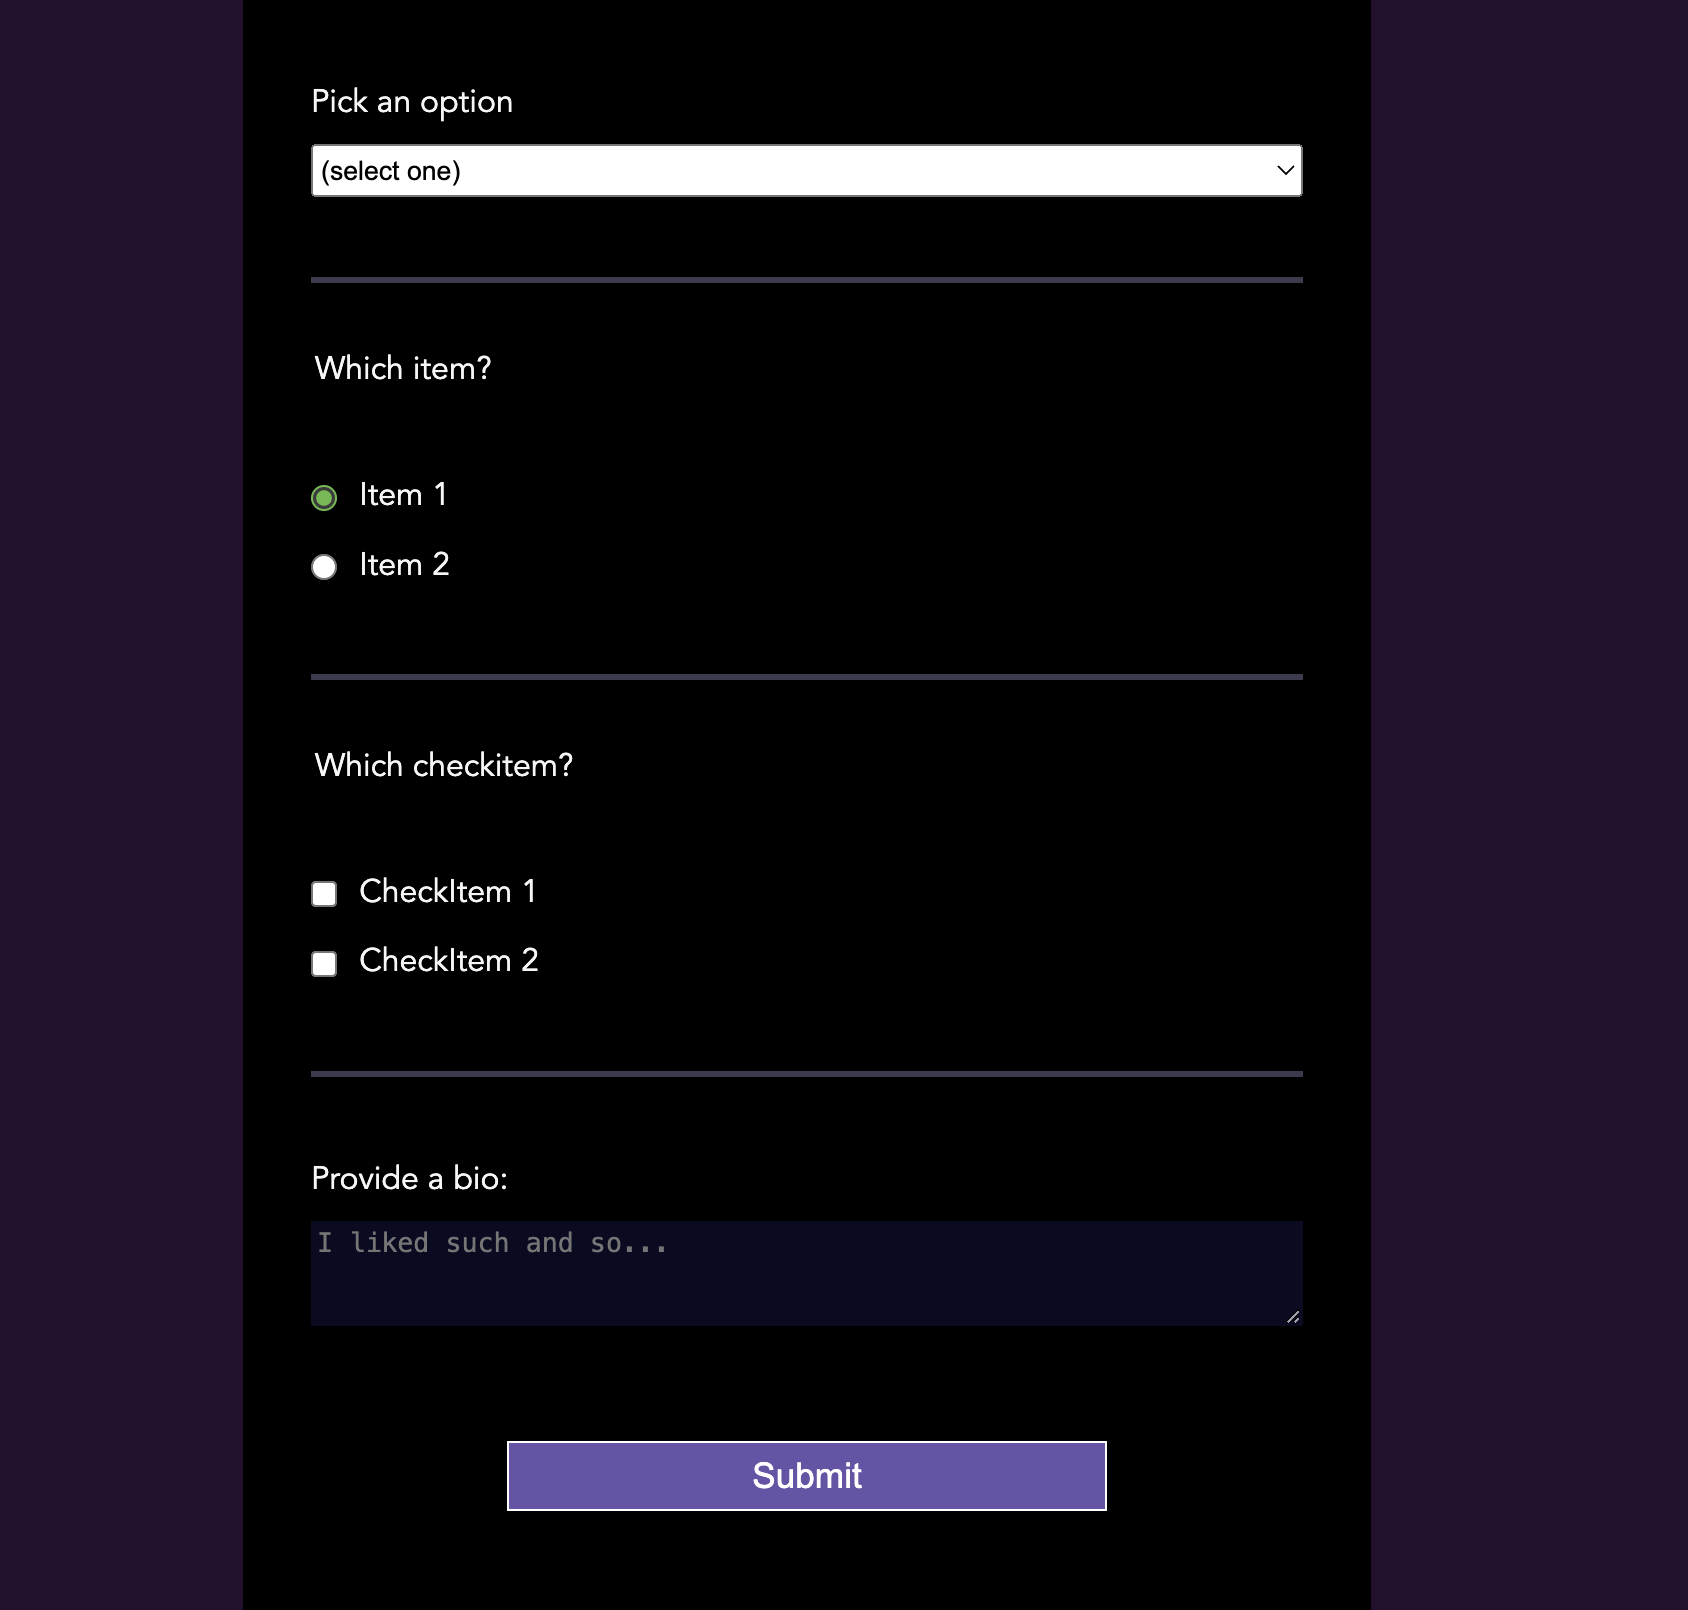 Pick an option
(select one)
Which item?
Item 1
Item 2
Which checkitem?
CheckItem 1
CheckItem 2
Provide a bio:
I liked such and so...
Submit